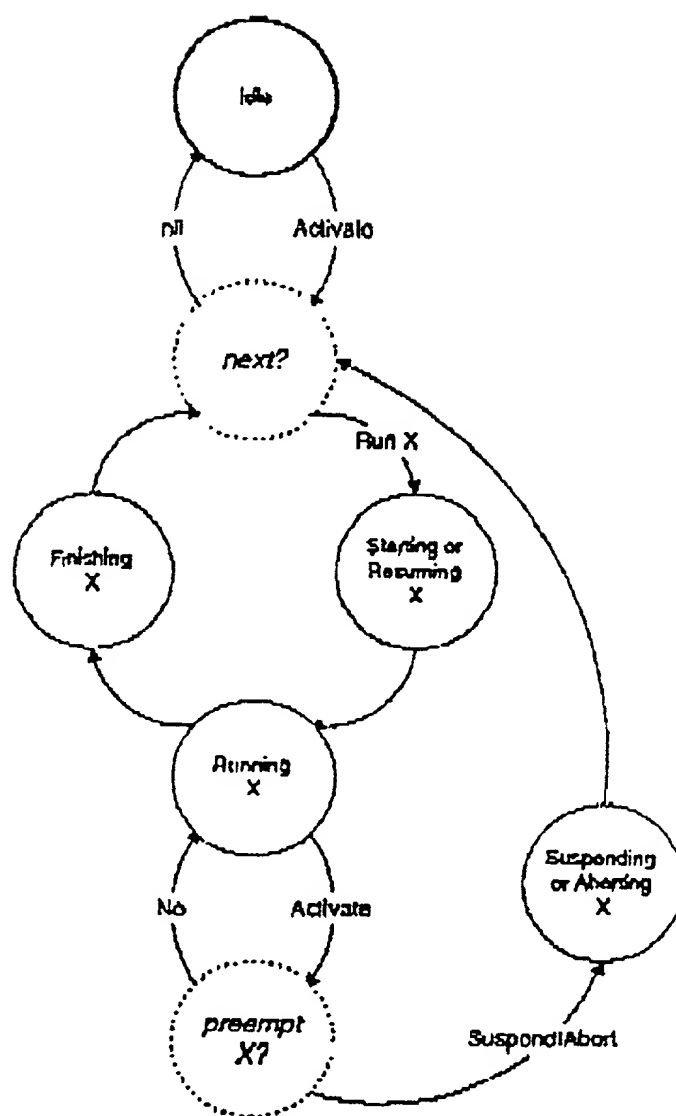 Idle
nil
Activate
next?
Run X
Finishing
X
Starting or
Resuming
X
Running
X
Suspending
or Aborting
X
No
Activate
preempt
X?
Suspend/Abort